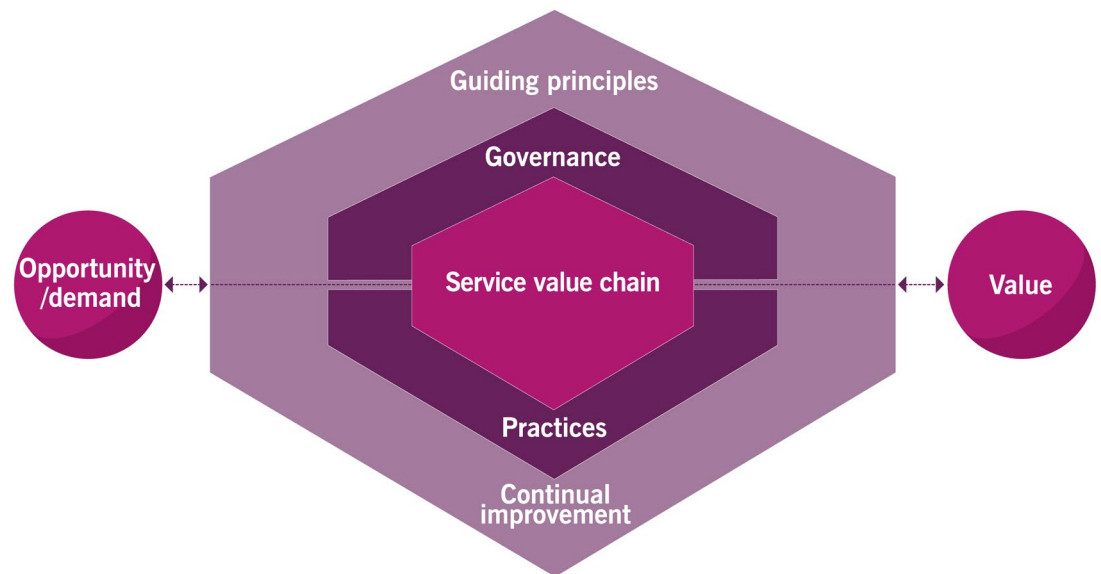 Guiding principles
Governance
Opportunity
/demand
Service value chain
Value
Practices
Continual
improvement